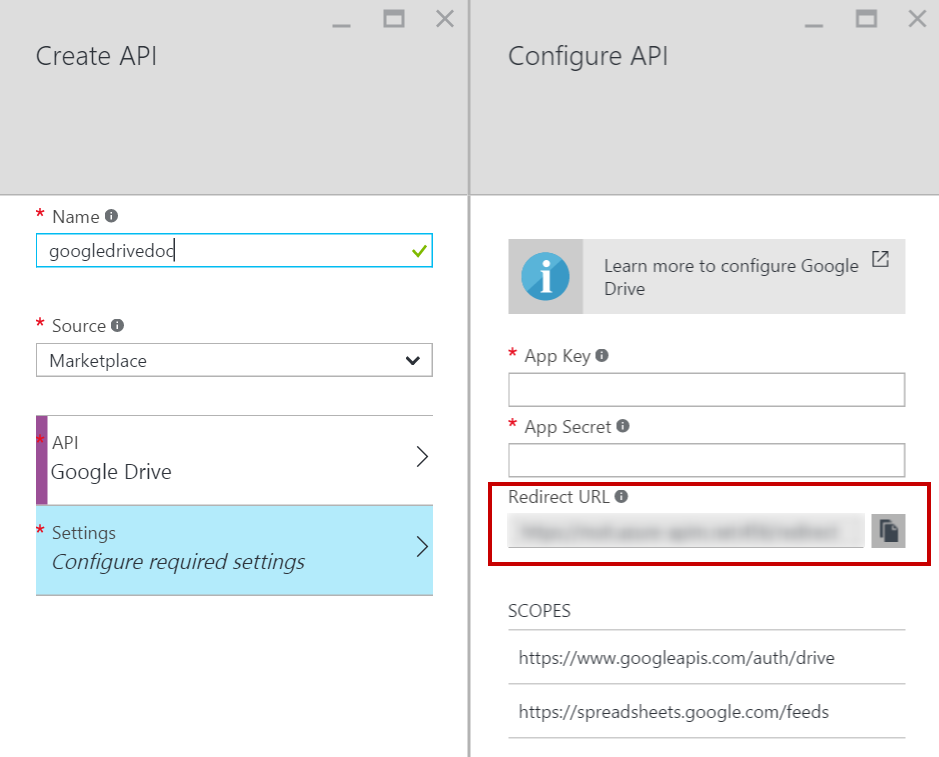 Create API
* Name
googledrivedoc
* Source
Marketplace
* API
Google Drive
* Settings
Configure required settings
Configure API
Learn more to configure Google
Drive
* App Key
* App Secret
Redirect URL
SCOPES
https://www.googleapis.com/auth/drive
https://spreadsheets.google.com/feeds